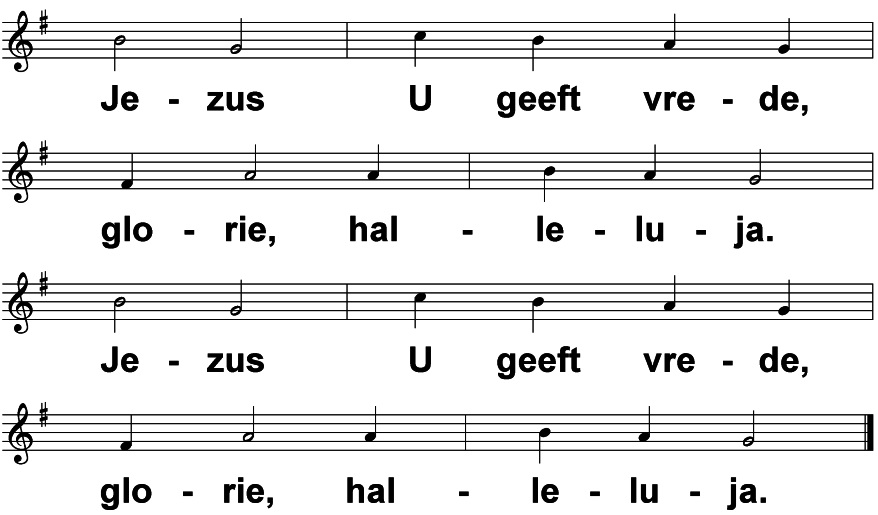 Je - zus U geeft vre - de,
glo - rie, hal - le - lu - ja.
Je - zus U geeft vre - de,
glo - rie, hal - le - lu - ja.